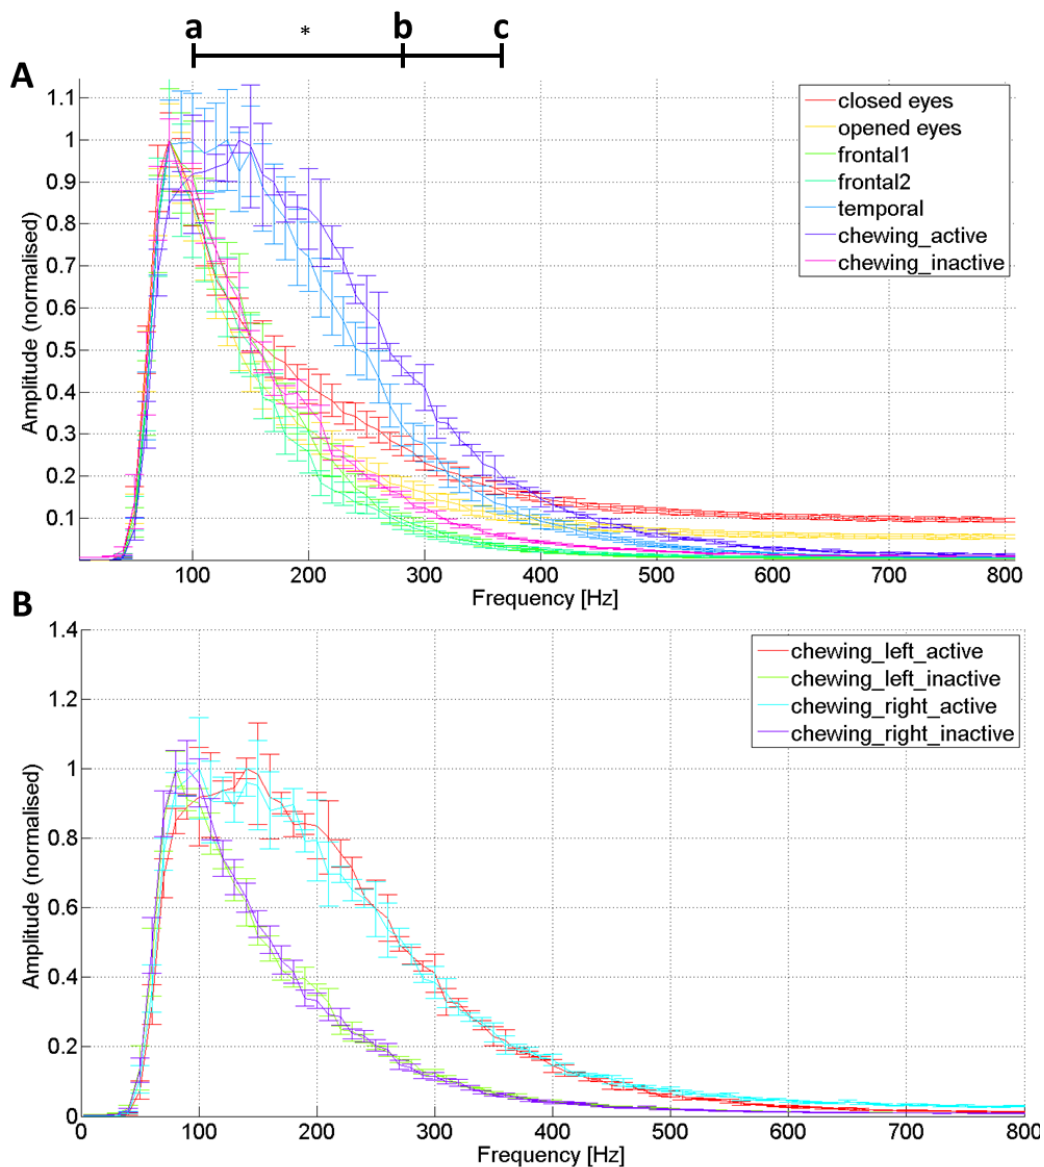 a * b c
A
1.1
1
0.9
0.8
0.7
0.6
0.5
0.4
0.3
0.2
0.1
Amplitude (normalised)
closed eyes
opened eyes
frontal1
frontal2
temporal
chewing_active
chewing_inactive
100 200 300 400 500 600 700 800
Frequency [Hz]
B
1.4
1.2
1
0.8
0.6
0.4
0.2
0
Amplitude (normalised)
chewing_left_active
chewing_left_inactive
chewing_right_active
chewing_right_inactive
0 100 200 300 400 500 600 700 800
Frequency [Hz]